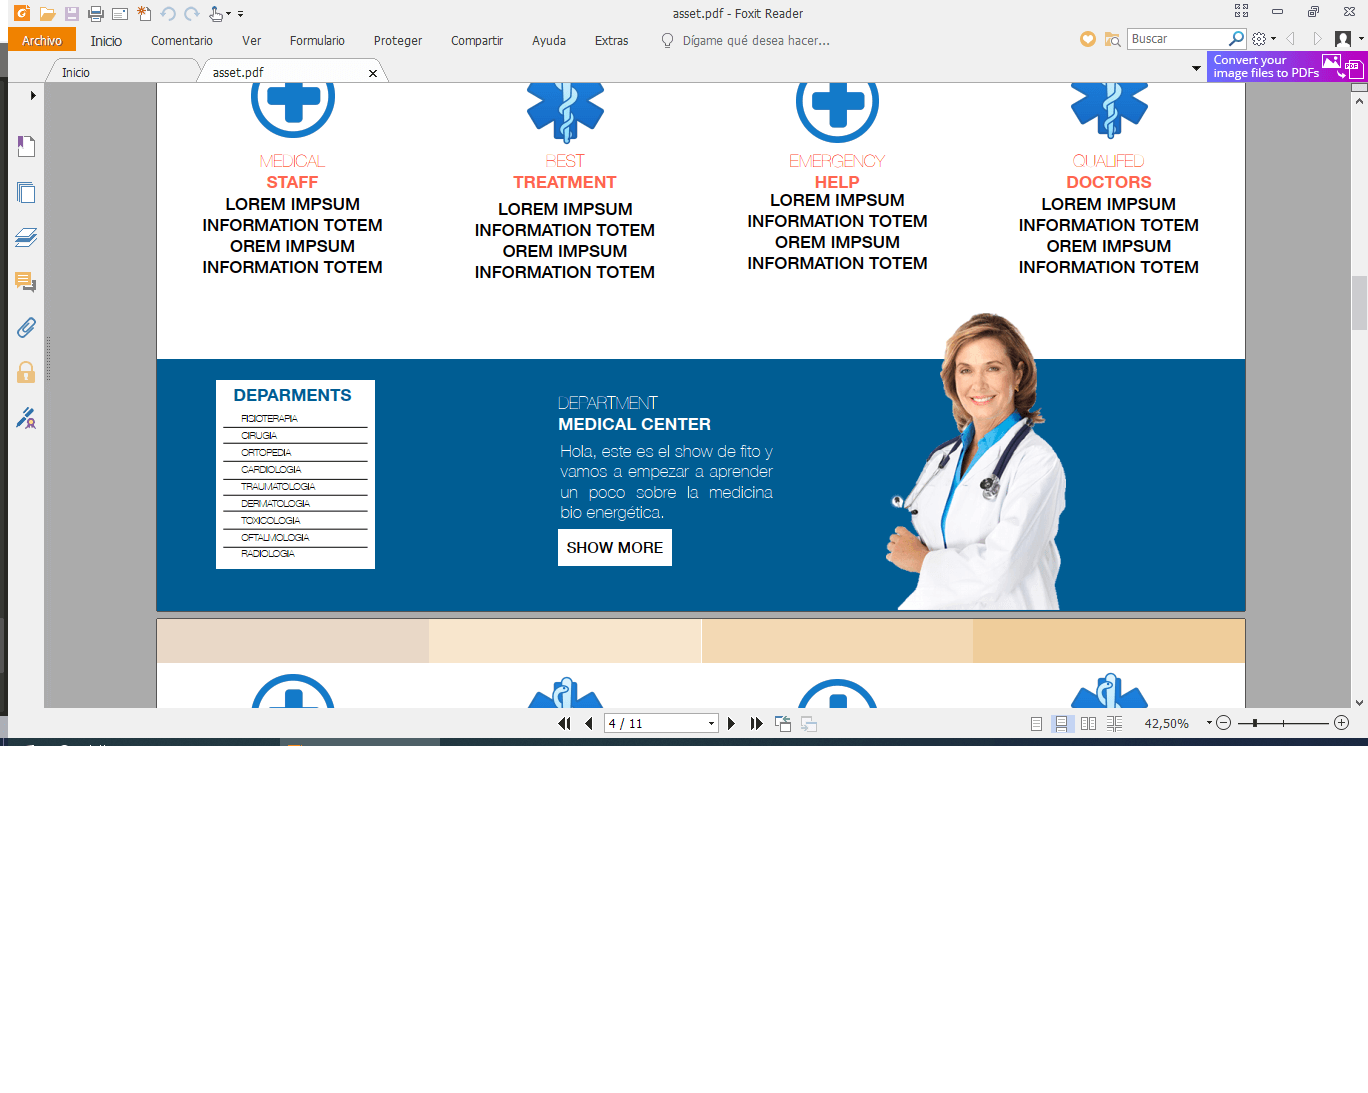 asset.pdf - Foxit Reader
Archivo Inicio Comentario Ver Formulario Proteger Compartir Ayuda Extras Dígame qué desea hacer... Buscar
Inicio asset.pdf Convert your
image files to PDFs PDF
MEDICAL
STAFF
LOREM IMPSUM
INFORMATION TOTEM
OREM IMPSUM
INFORMATION TOTEM
BEST
TREATMENT
LOREM IMPSUM
INFORMATION TOTEM
OREM IMPSUM
INFORMATION TOTEM
EMERGENCY
HELP
LOREM IMPSUM
INFORMATION TOTEM
OREM IMPSUM
INFORMATION TOTEM
QUALIFED
DOCTORS
LOREM IMPSUM
INFORMATION TOTEM
OREM IMPSUM
INFORMATION TOTEM
DEPARMENTS
FISIOTERAPIA
CIRUGIA
ORTOPEDIA
CARDIOLOGIA
TRAUMATOLOGIA
DERMATOLOGIA
TOXICOLOGIA
OFTALMOLOGIA
RADIOLOGIA
DEPARTMENT
MEDICAL CENTER
Hola, este es el show de fito y
vamos a empezar a aprender
un poco sobre la medicina
bio energética.
SHOW MORE
4 / 11 42,50%